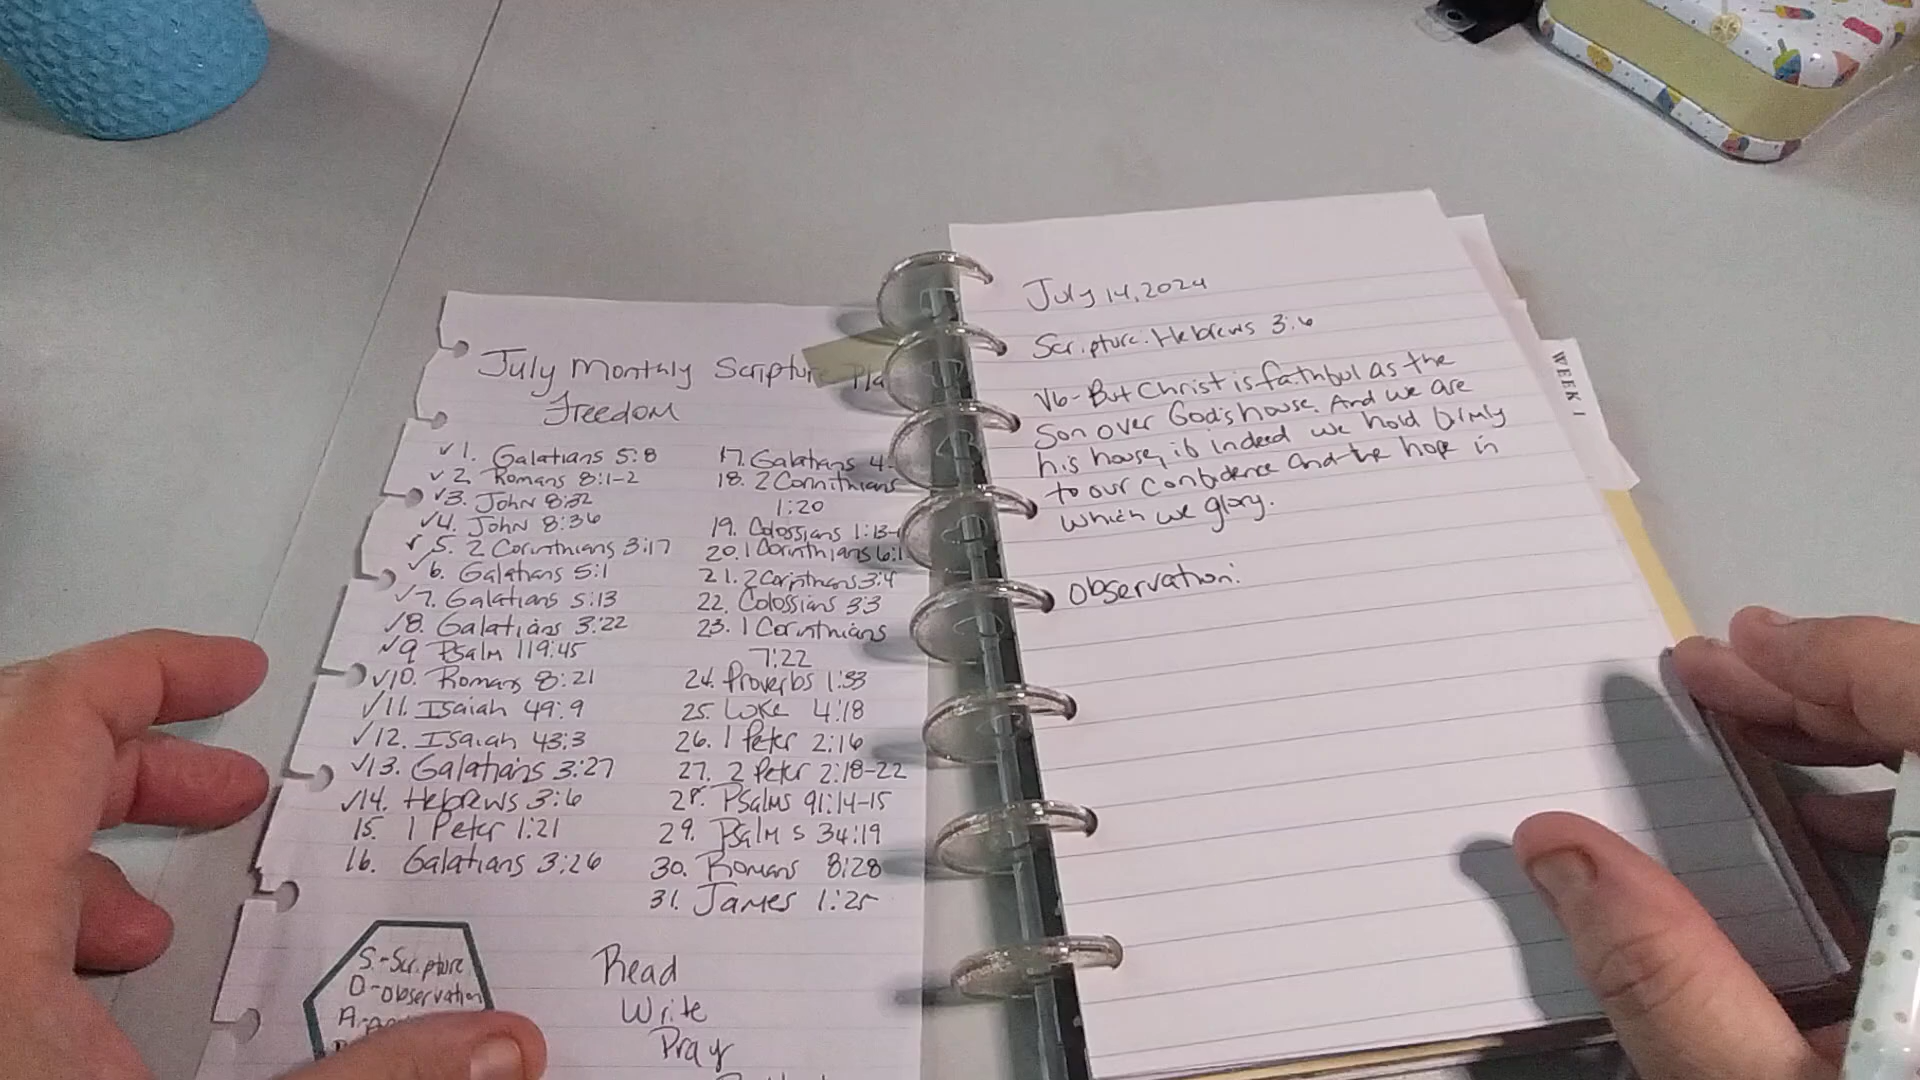 July Monthly Scripture Pla
Freedom
✓1. Galatians 5:8
✓2. Romans 8:1-2
✓3. John 8:32
✓4. John 8:36
✓5. 2 Corinthians 3:17
✓6. Galatians 5:1
✓7. Galatians 5:13
✓8. Galatians 3:22
✓9 Psalm 119:45
✓10. Romans 8:21
✓11. Isaiah 49:9
✓12. Isaiah 43:3
✓13. Galatians 3:27
✓14. Hebrews 3:6
15. 1 Peter 1:21
16. Galatians 3:26
17. Galatians 4:
18. 2 Corinthians
1:20
19. Colossians 1:13-
20. 1 Corinthians 6:1
21. 2 Corinthians 3:4
22. Colossians 3:3
23. 1 Corinthians
7:22
24. Proverbs 1:33
25. Luke 4:18
26. 1 Peter 2:16
27. 2 Peter 2:18-22
28. Psalms 91:14-15
29. Psalms 34:19
30. Romans 8:28
31. James 1:25
S.-Scripture
O-observation
A-
Read
Write
Pray
July 14, 2024
Scripture: Hebrews 3:6
V6- But Christ is faithful as the
Son over God's house. And we are
his house, if indeed we hold firmly
to our confidence and the hope in
which we glory.
Observation:
WEEK 1